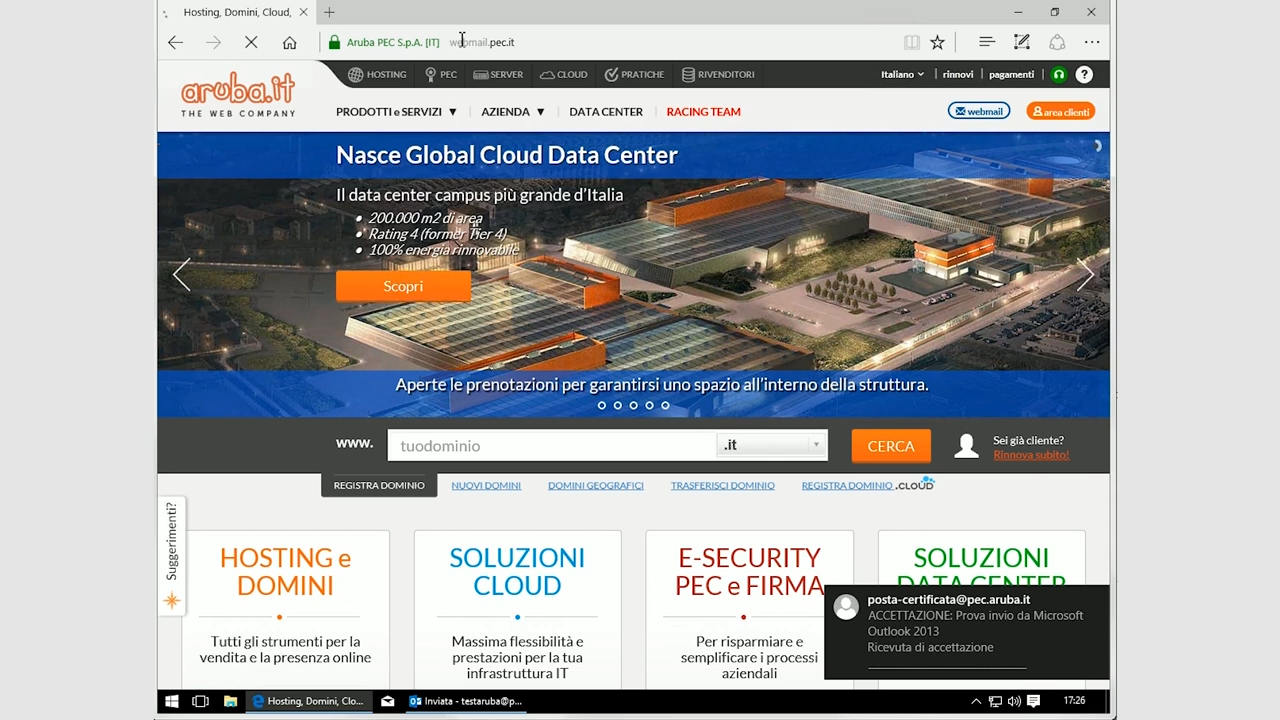 Hosting, Domini, Cloud,
Aruba PEC S.p.A. [IT] webmail.pec.it
aruba.it
THE WEB COMPANY
HOSTING PEC SERVER CLOUD PRATICHE RIVENDITORI
Italiano rinnovi pagamenti ?
PRODOTTI e SERVIZI ▼ AZIENDA ▼ DATA CENTER RACING TEAM
webmail area clienti
Nasce Global Cloud Data Center
Il data center campus più grande d'Italia
• 200.000 m2 di area
• Rating 4 (former Tier 4)
• 100% energia rinnovabile
Scopri
Aperte le prenotazioni per garantirsi uno spazio all'interno della struttura.
www. tuodominio .it CERCA
Sei già cliente?
Rinnova subito!
REGISTRA DOMINIO NUOVI DOMINI DOMINI GEOGRAFICI TRASFERISCI DOMINIO REGISTRA DOMINIO .CLOUD
Suggerimenti?
HOSTING e
DOMINI
Tutti gli strumenti per la
vendita e la presenza online
SOLUZIONI
CLOUD
Massima flessibilità e
prestazioni per la tua
infrastruttura IT
E-SECURITY
PEC e FIRMA
Per risparmiare e
semplificare i processi
aziendali
SOLUZIONI
DATA CENTER
posta-certificata@pec.aruba.it
ACCETTAZIONE: Prova invio da Microsoft
Outlook 2013
Ricevuta di accettazione
Hosting, Domini, Clo... Inviata - testaruba@p... 17:26